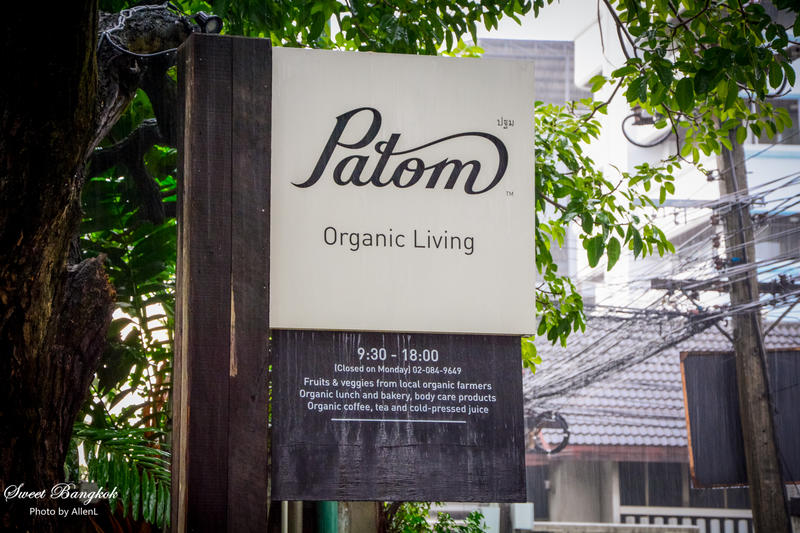 ปฐม
Patom
TM
Organic Living
9:30 - 18:00
(Closed on Monday) 02-084-9649
Fruits & veggies from local organic farmers
Organic lunch and bakery, body care products
Organic coffee, tea and cold-pressed juice
Sweet Bangkok
Photo by AllenL